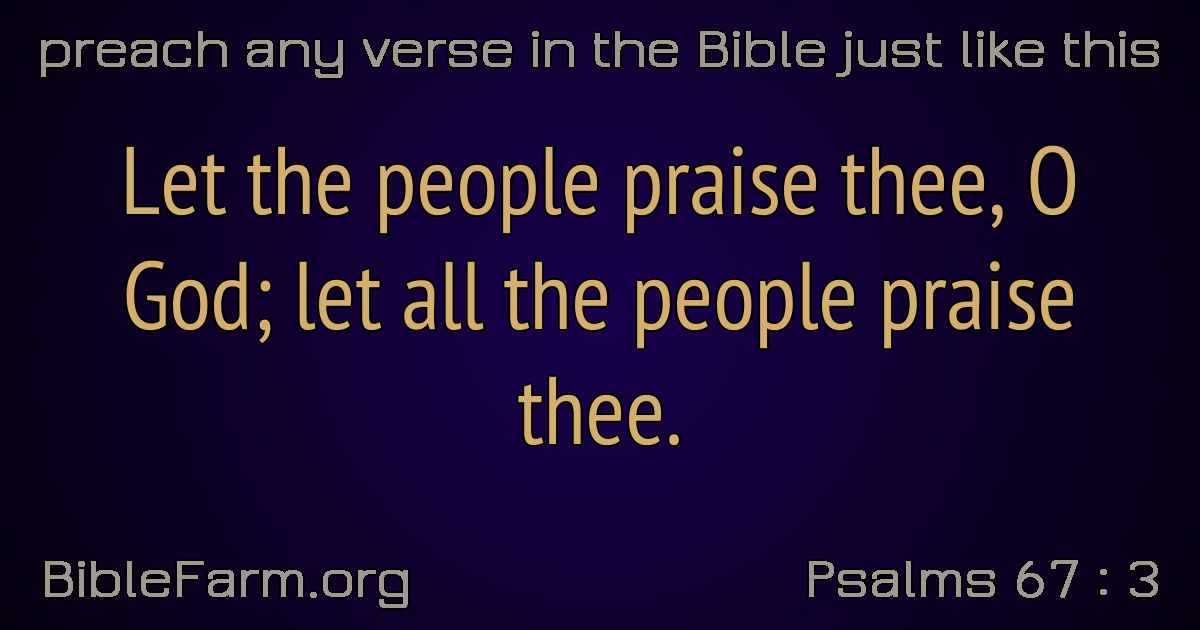 preach any verse in the Bible just like this
Let the people praise thee, O
God; let all the people praise
thee.
BibleFarm.org
Psalms 67 : 3